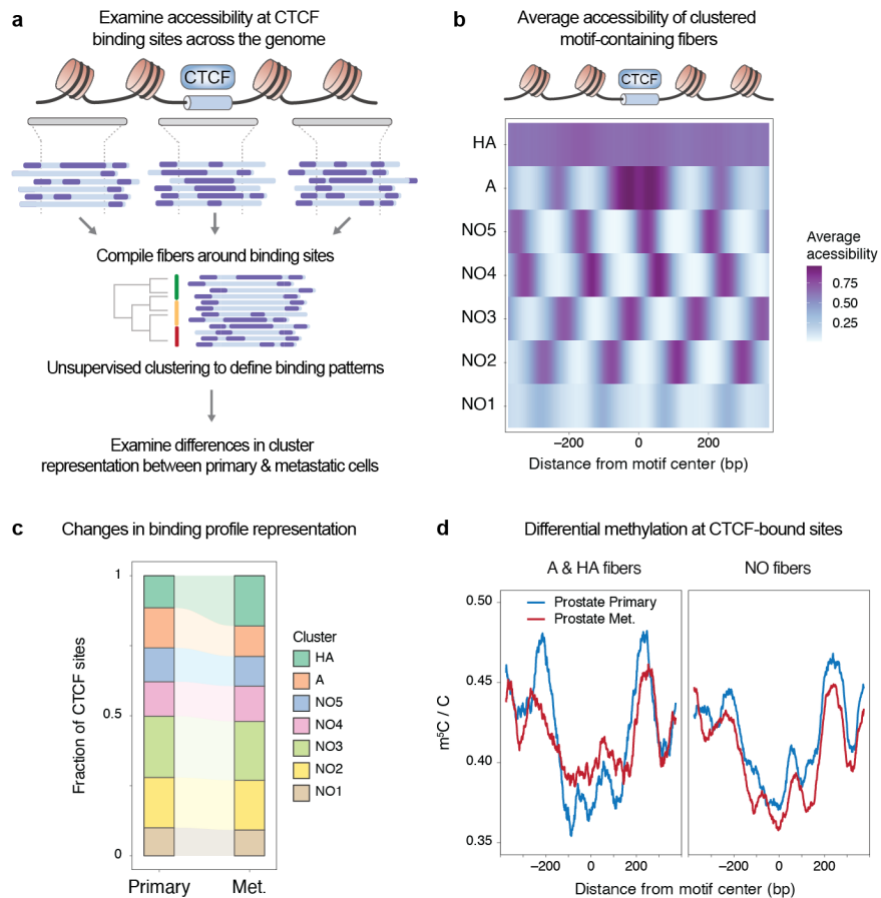 a
Examine accessibility at CTCF
binding sites across the genome
CTCF
Compile fibers around binding sites
Unsupervised clustering to define binding patterns
Examine differences in cluster
representation between primary & metastatic cells
b
Average accessibility of clustered
motif-containing fibers
CTCF
HA
A
NO5
NO4
NO3
NO2
NO1
−200 0 200
Distance from motif center (bp)
Average
acessibility
0.75
0.50
0.25
c
Changes in binding profile representation
Fraction of CTCF sites
1
0.5
0
Primary Met.
Cluster
HA
A
NO5
NO4
NO3
NO2
NO1
d
Differential methylation at CTCF-bound sites
A & HA fibers
NO fibers
Prostate Primary
Prostate Met.
m⁵C / C
0.50
0.45
0.40
0.35
−200 0 200
−200 0 200
Distance from motif center (bp)